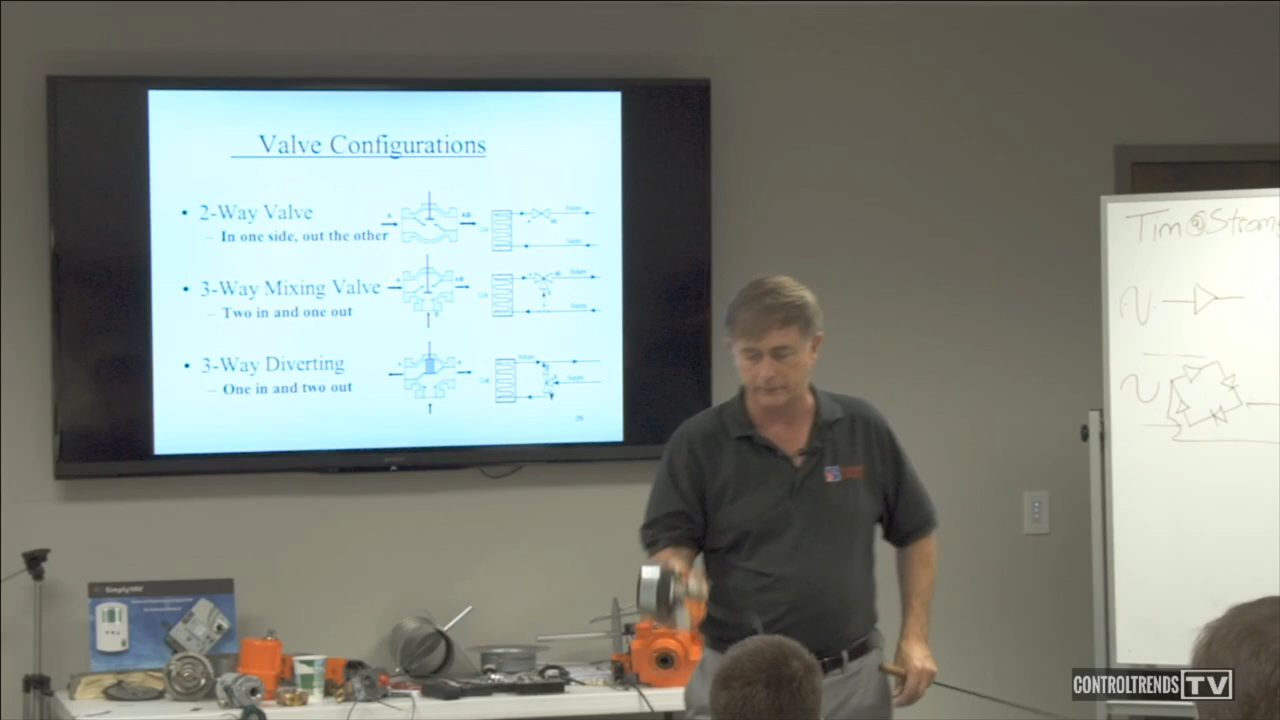 Valve Configurations
• 2-Way Valve
– In one side, out the other
• 3-Way Mixing Valve
– Two in and one out
• 3-Way Diverting
– One in and two out
Tim@Strom
CONTROLTRENDS TV